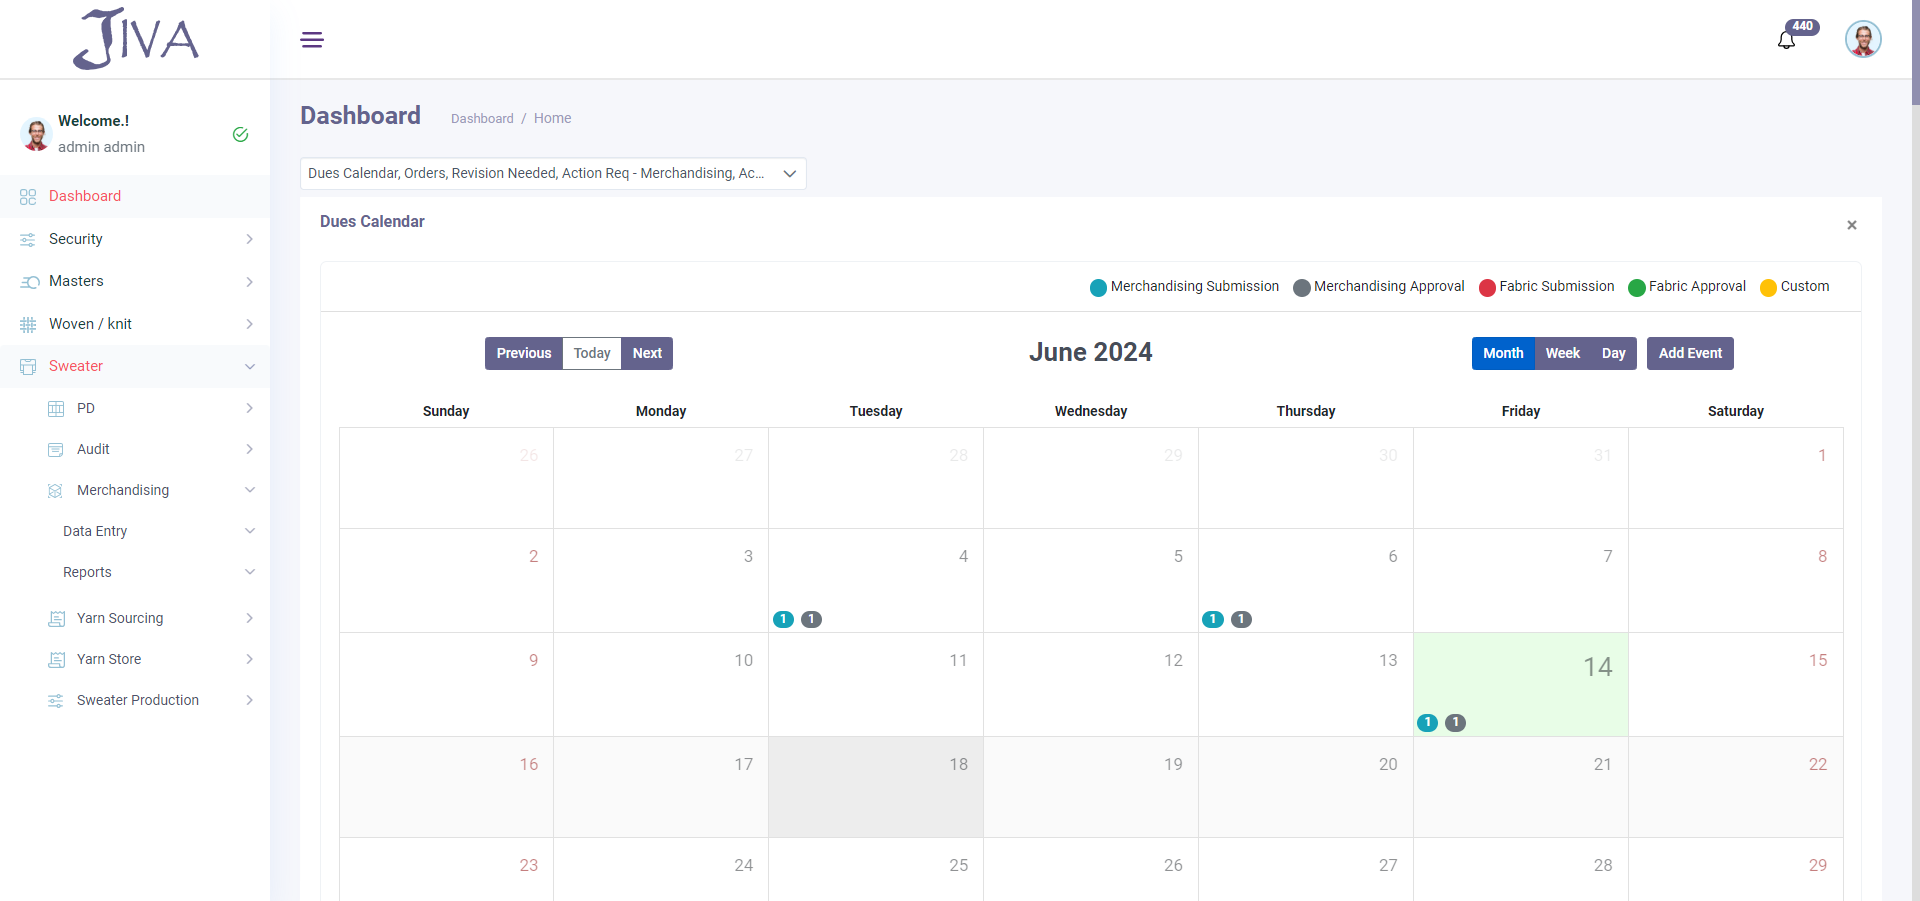 JIVA
440
Welcome.!
admin admin
Dashboard
Security
Masters
Woven / knit
Sweater
PD
Audit
Merchandising
Data Entry
Reports
Yarn Sourcing
Yarn Store
Sweater Production
Dashboard
Dashboard / Home
Dues Calendar, Orders, Revision Needed, Action Req - Merchandising, Ac...
Dues Calendar
×
Merchandising Submission Merchandising Approval Fabric Submission Fabric Approval Custom
Previous Today Next
June 2024
Month Week Day Add Event
Sunday Monday Tuesday Wednesday Thursday Friday Saturday
26 27 28 29 30 31 1
2 3 4 5 6 7 8
1 1 1 1
9 10 11 12 13 14 15
1 1
16 17 18 19 20 21 22
23 24 25 26 27 28 29